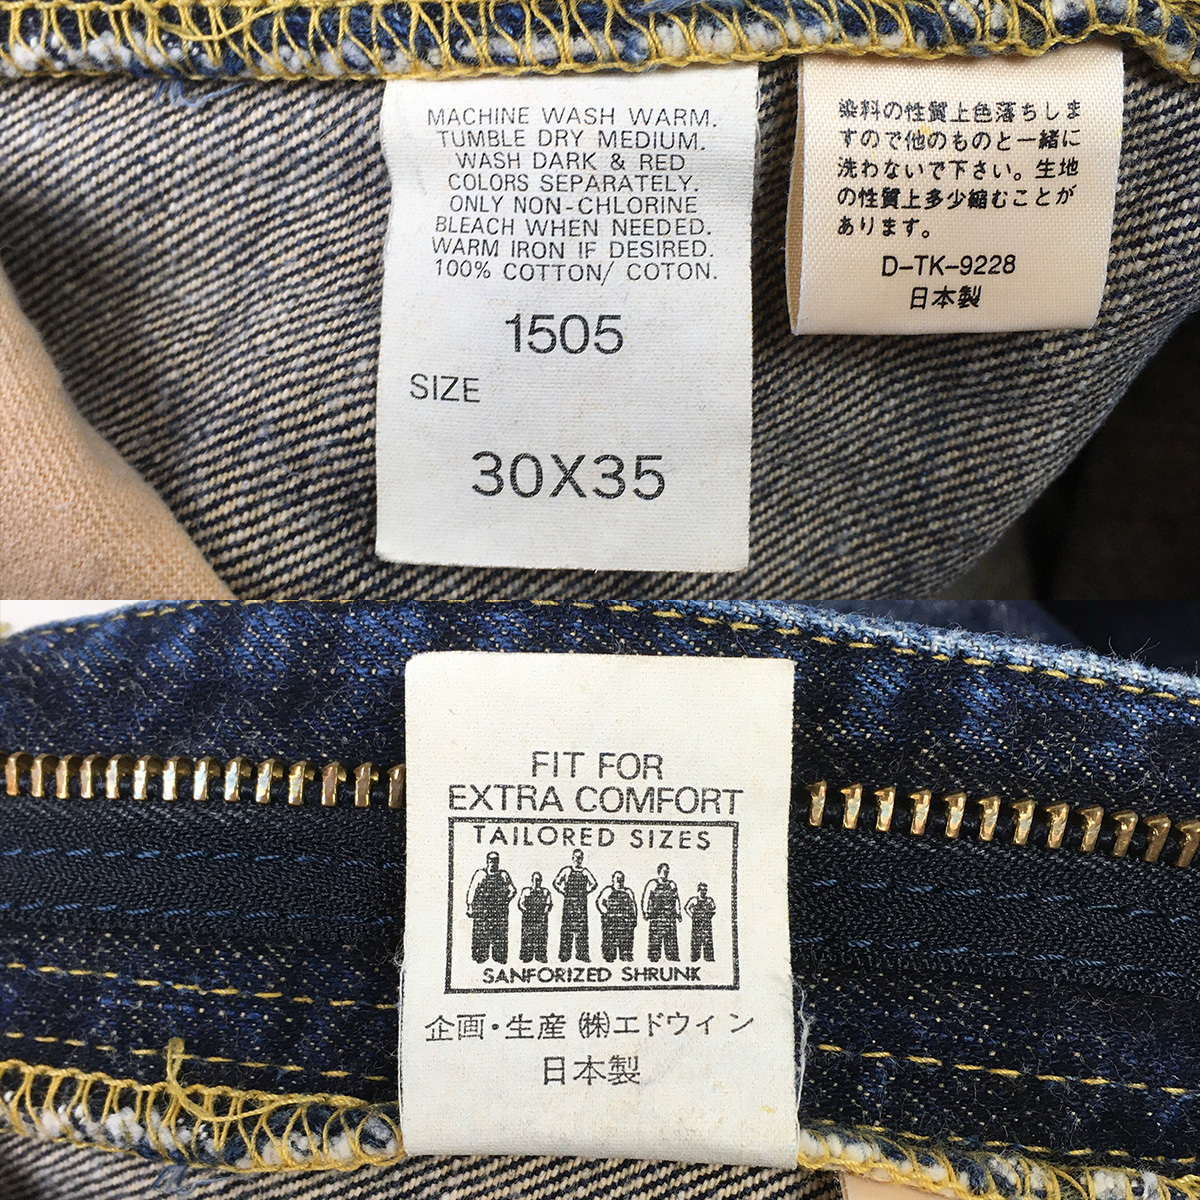 MACHINE WASH WARM.
TUMBLE DRY MEDIUM.
WASH DARK & RED
COLORS SEPARATELY.
ONLY NON-CHLORINE
BLEACH WHEN NEEDED.
WARM IRON IF DESIRED.
100% COTTON/ COTON.
1505
SIZE
30X35
染料の性質上色落ちしま
すので他のものと一緒に
洗わないで下さい。生地
の性質上多少縮むことが
あります。
D-TK-9228
日本製
FIT FOR
EXTRA COMFORT
TAILORED SIZES
SANFORIZED SHRUNK
企画・生産㈱エドウィン
日本製